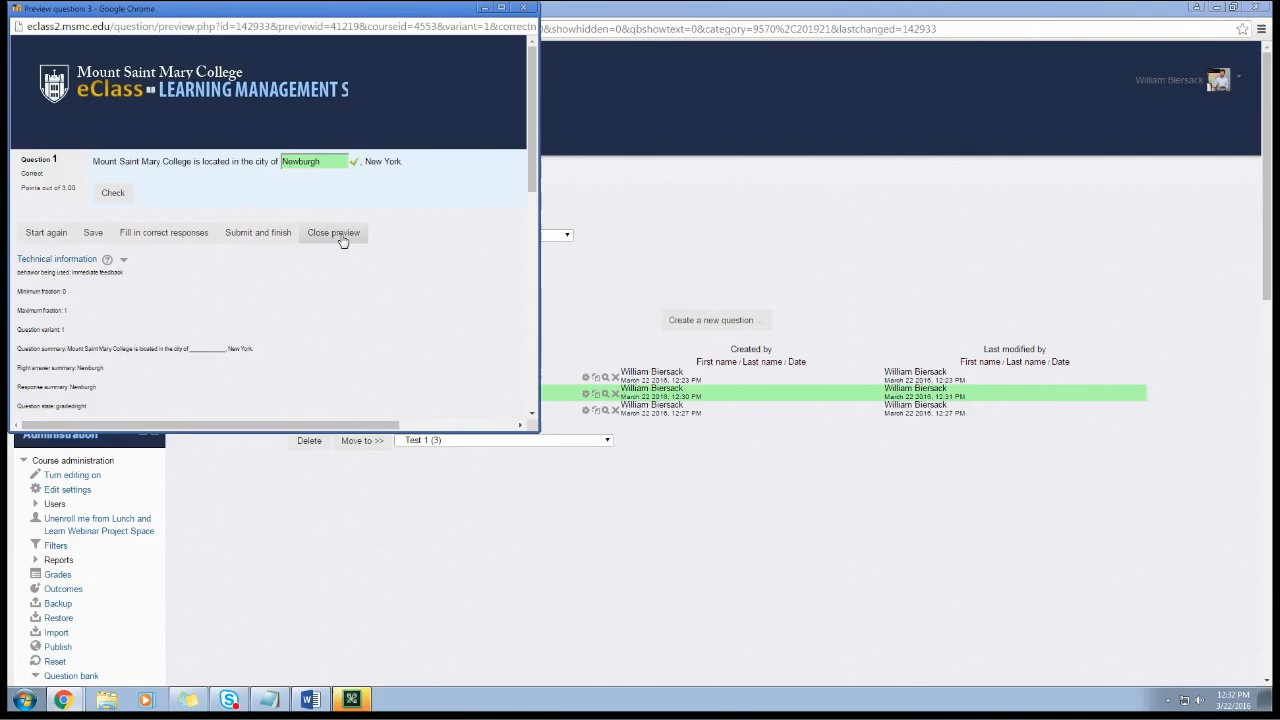 Preview question: 3 - Google Chrome
eclass2.msmc.edu/question/preview.php?id=142933&previewid=41219&courseid=4553&variant=1&correctn
0&showhidden=0&qbshowtext=0&category=9570%2C201921&lastchanged=142933
Mount Saint Mary College
eClass LEARNING MANAGEMENT S
William Biersack
Question 1
Correct
Points out of 3.00
Mount Saint Mary College is located in the city of Newburgh , New York.
Check
Start again Save Fill in correct responses Submit and finish Close preview
Technical information
behavior being used: Immediate feedback
Minimum fraction: 0
Maximum fraction: 1
Question variant: 1
Question summary: Mount Saint Mary College is located in the city of __________, New York.
Right answer summary: Newburgh
Response summary: Newburgh
Question state: gradedright
Create a new question ...
Created by Last modified by
First name / Last name / Date First name / Last name / Date
William Biersack William Biersack
March 22 2016, 12:23 PM March 22 2016, 12:23 PM
William Biersack William Biersack
March 22 2016, 12:30 PM March 22 2016, 12:31 PM
William Biersack William Biersack
March 22 2016, 12:27 PM March 22 2016, 12:27 PM
Delete Move to >> Test 1 (3)
Administration
Course administration
Turn editing on
Edit settings
Users
Unenroll me from Lunch and
Learn Webinar Project Space
Filters
Reports
Grades
Outcomes
Backup
Restore
Import
Publish
Reset
Question bank
12:32 PM
3/22/2016